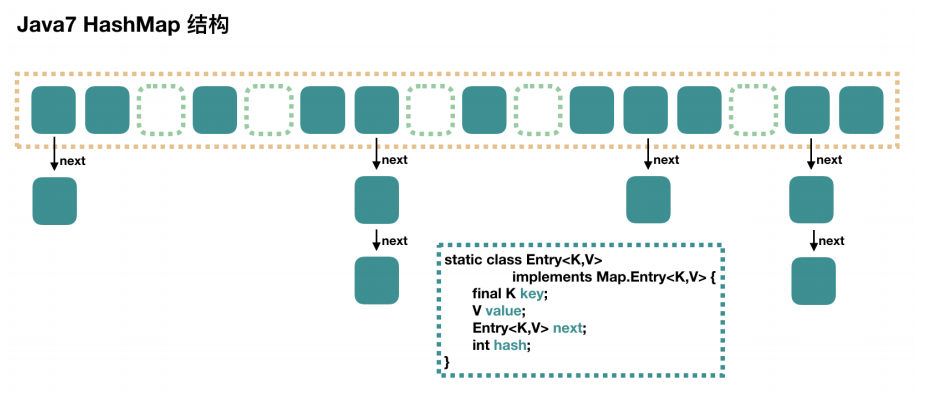 Java7 HashMap 结构
next next next next
next next
static class Entry<K,V>
implements Map.Entry<K,V> {
final K key;
V value;
Entry<K,V> next;
int hash;
}